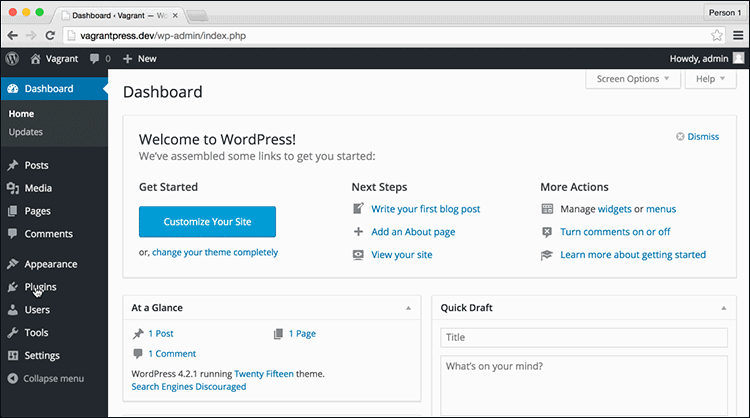 Dashboard ‹ Vagrant — Wo
Person 1
vagrantpress.dev/wp-admin/index.php
Vagrant 0 New
Howdy, admin
Dashboard
Home
Updates
Posts
Media
Pages
Comments
Appearance
Plugins
Users
Tools
Settings
Collapse menu
Screen Options
Help
Dashboard
Welcome to WordPress!
We've assembled some links to get you started:
Dismiss
Get Started
Customize Your Site
or, change your theme completely
Next Steps
Write your first blog post
Add an About page
View your site
More Actions
Manage widgets or menus
Turn comments on or off
Learn more about getting started
At a Glance
1 Post
1 Page
1 Comment
WordPress 4.2.1 running Twenty Fifteen theme.
Search Engines Discouraged
Quick Draft
Title
What's on your mind?